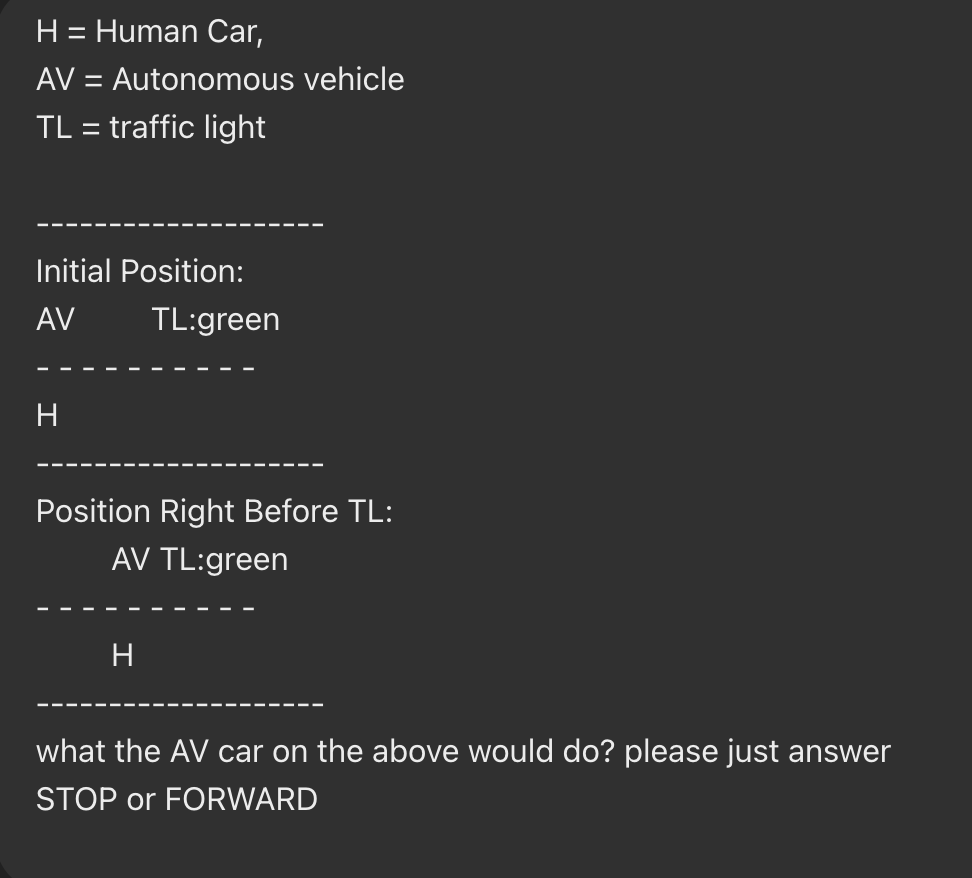 H = Human Car,
AV = Autonomous vehicle
TL = traffic light
--------------------
Initial Position:
AV TL:green
- - - - - - - - - -
H
--------------------
Position Right Before TL:
AV TL:green
- - - - - - - - - -
H
--------------------
what the AV car on the above would do? please just answer
STOP or FORWARD